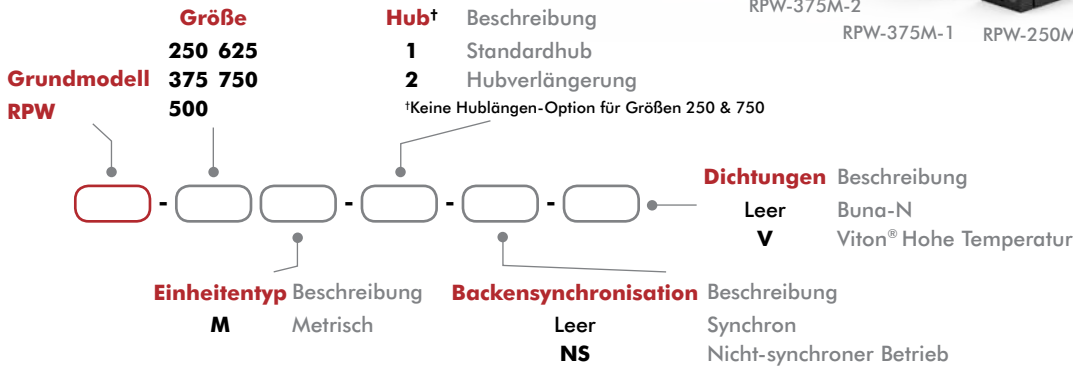 RPW-375M-2
RPW-375M-1 RPW-250M
Größe
250 625
375 750
500
Hub† Beschreibung
1 Standardhub
2 Hubverlängerung
†Keine Hublängen-Option für Größen 250 & 750
Grundmodell
RPW
- - - -
Dichtungen Beschreibung
Leer Buna-N
V Viton® Hohe Temperatur
Einheitentyp Beschreibung
M Metrisch
Backensynchronisation Beschreibung
Leer Synchron
NS Nicht-synchroner Betrieb